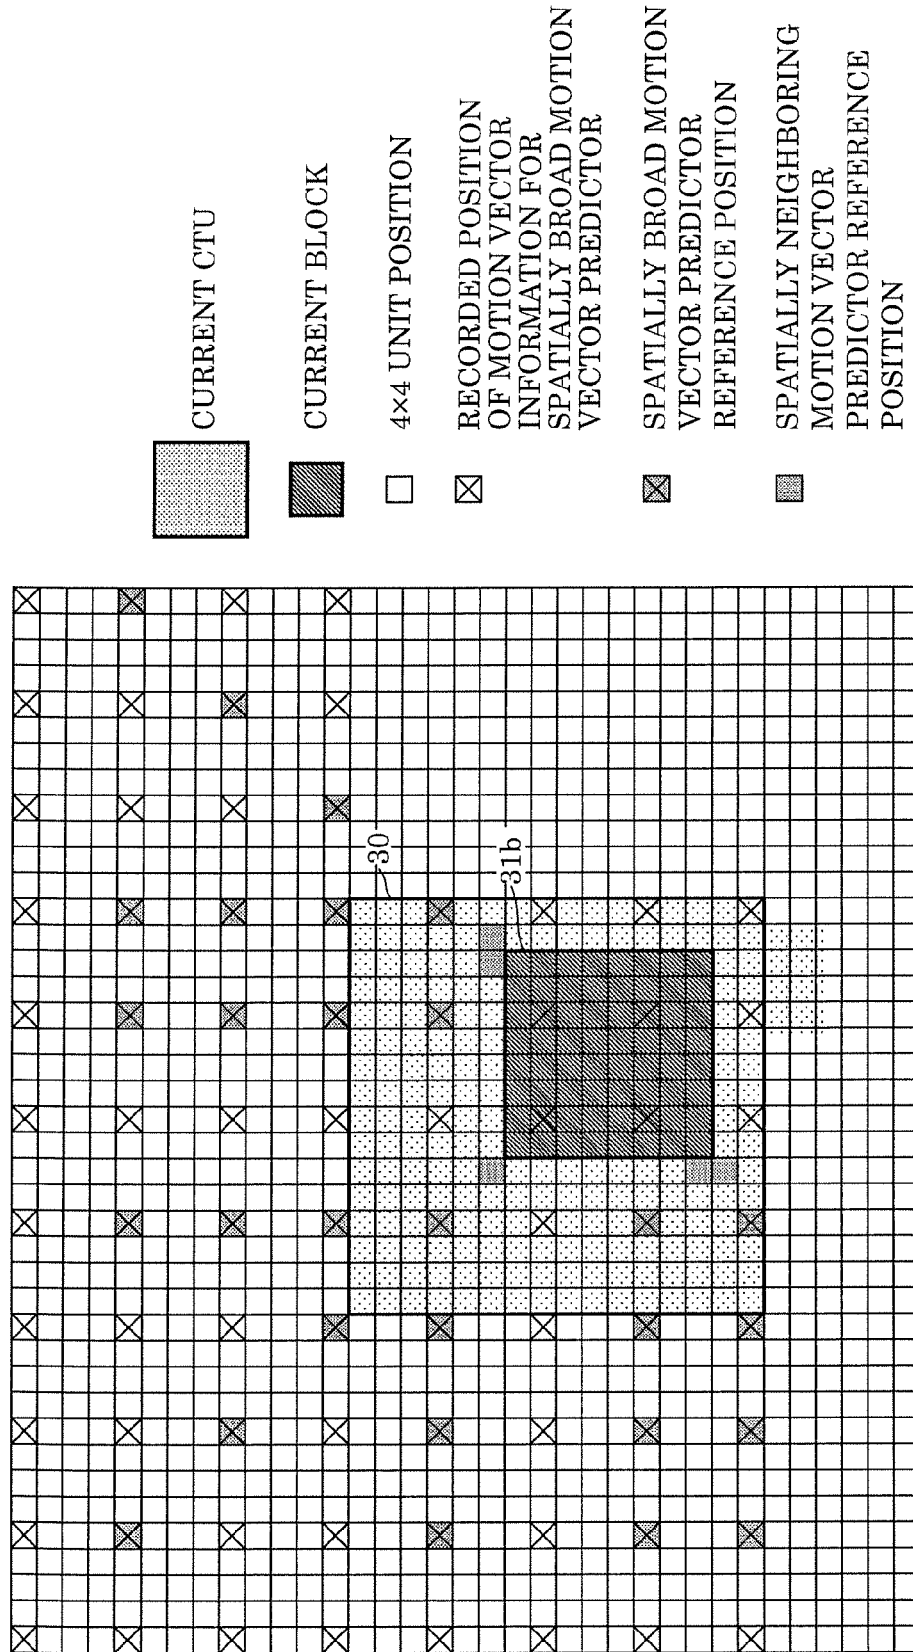 CURRENT CTU
CURRENT BLOCK
4×4 UNIT POSITION
RECORDED POSITION
OF MOTION VECTOR
INFORMATION FOR
SPATIALLY BROAD MOTION
VECTOR PREDICTOR
SPATIALLY BROAD MOTION
VECTOR PREDICTOR
REFERENCE POSITION
SPATIALLY NEIGHBORING
MOTION VECTOR
PREDICTOR REFERENCE
POSITION
30
31b